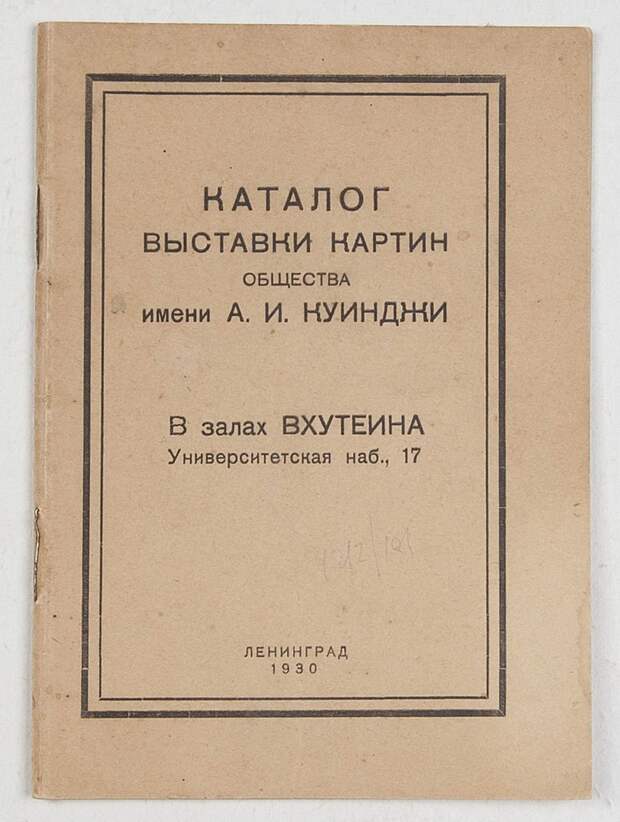 КАТАЛОГ
ВЫСТАВКИ КАРТИН
ОБЩЕСТВА
имени А. И. КУИНДЖИ
В залах ВХУТЕИНА
Университетская наб., 17
ЛЕНИНГРАД
1930